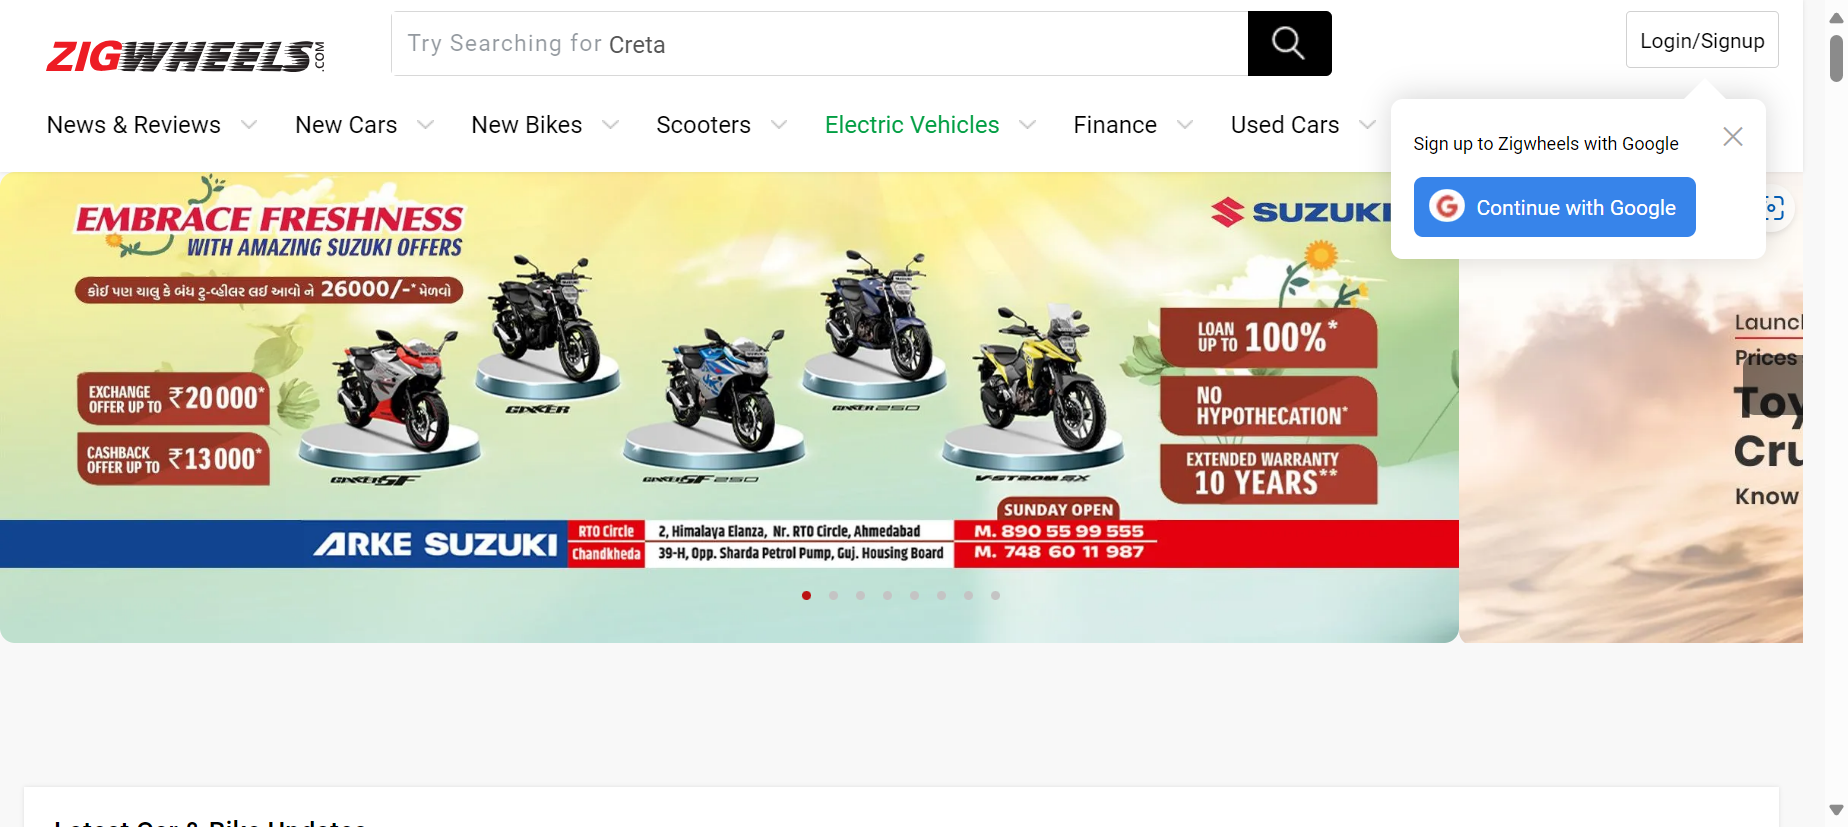 ZIGWHEELS.COM
Try Searching for Creta
Login/Signup
News & Reviews
New Cars
New Bikes
Scooters
Electric Vehicles
Finance
Used Cars
Sign up to Zigwheels with Google
G Continue with Google
EMBRACE FRESHNESS
WITH AMAZING SUZUKI OFFERS
કોઈ પણ ચાલુ કે બંધ ટુ-વ્હીલર લઈ આવો ને 26000/-* મેળવો
EXCHANGE
OFFER UP TO ₹20000*
CASHBACK
OFFER UP TO ₹13000*
GIXXER SF
GIXXER
GIXXER SF 250
GIXXER 250
V-STROM SX
SUZUKI
LOAN
UP TO 100%*
NO
HYPOTHECATION*
EXTENDED WARRANTY
10 YEARS**
SUNDAY OPEN
ARKE SUZUKI
RTO Circle
2, Himalaya Elanza, Nr. RTO Circle, Ahmedabad
M. 890 55 99 555
Chandkheda
39-H, Opp. Sharda Petrol Pump, Guj. Housing Board
M. 748 60 11 987
Launc
Prices
Toy
Cru
Know
Latest Car & Bike Updates